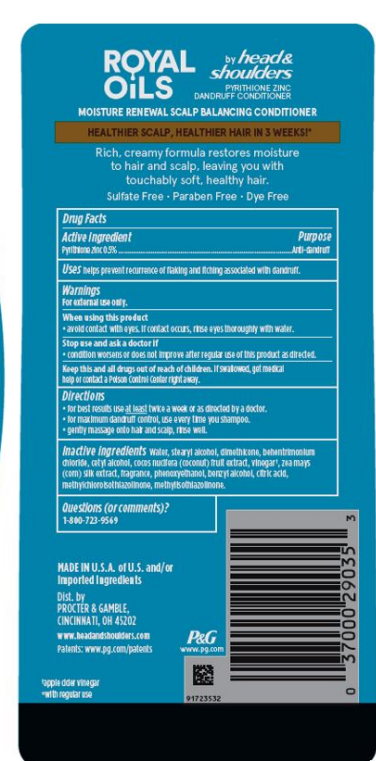 ROYAL OiLS by head& shoulders
PYRITHIONE ZINC
DANDRUFF CONDITIONER
MOISTURE RENEWAL SCALP BALANCING CONDITIONER
HEALTHIER SCALP, HEALTHIER HAIR IN 3 WEEKS!*
Rich, creamy formula restores moisture
to hair and scalp, leaving you with
touchably soft, healthy hair.
Sulfate Free • Paraben Free • Dye Free
Drug Facts
Active Ingredient Purpose
Pyrithione zinc 0.5% Anti-dandruff
Uses helps prevent recurrence of flaking and itching associated with dandruff.
Warnings
For external use only.
When using this product
• avoid contact with eyes. If contact occurs, rinse eyes thoroughly with water.
Stop use and ask a doctor if
• condition worsens or does not improve after regular use of this product as directed.
Keep this and all drugs out of reach of children. If swallowed, get medical
help or contact a Poison Control Center right away.
Directions
• for best results use at least twice a week or as directed by a doctor.
• for maximum dandruff control, use every time you shampoo.
• gently massage onto hair and scalp, rinse well.
Inactive ingredients Water, stearyl alcohol, dimethicone, behentrimonium
chloride, cetyl alcohol, cocos nucifera (coconut) fruit extract, vinegar†, zea mays
(corn) silk extract, fragrance, phenoxyethanol, benzyl alcohol, citric acid,
methylchloroisothiazolinone, methylisothiazolinone.
Questions (or comments)?
1-800-723-9569
MADE IN U.S.A. of U.S. and/or
Imported Ingredients
Dist. by
PROCTER & GAMBLE,
CINCINNATI, OH 45202
www.headandshoulders.com
Patents: www.pg.com/patents
P&G
www.pg.com
†apple cider vinegar
*with regular use
91723532
0 37000 29035 3